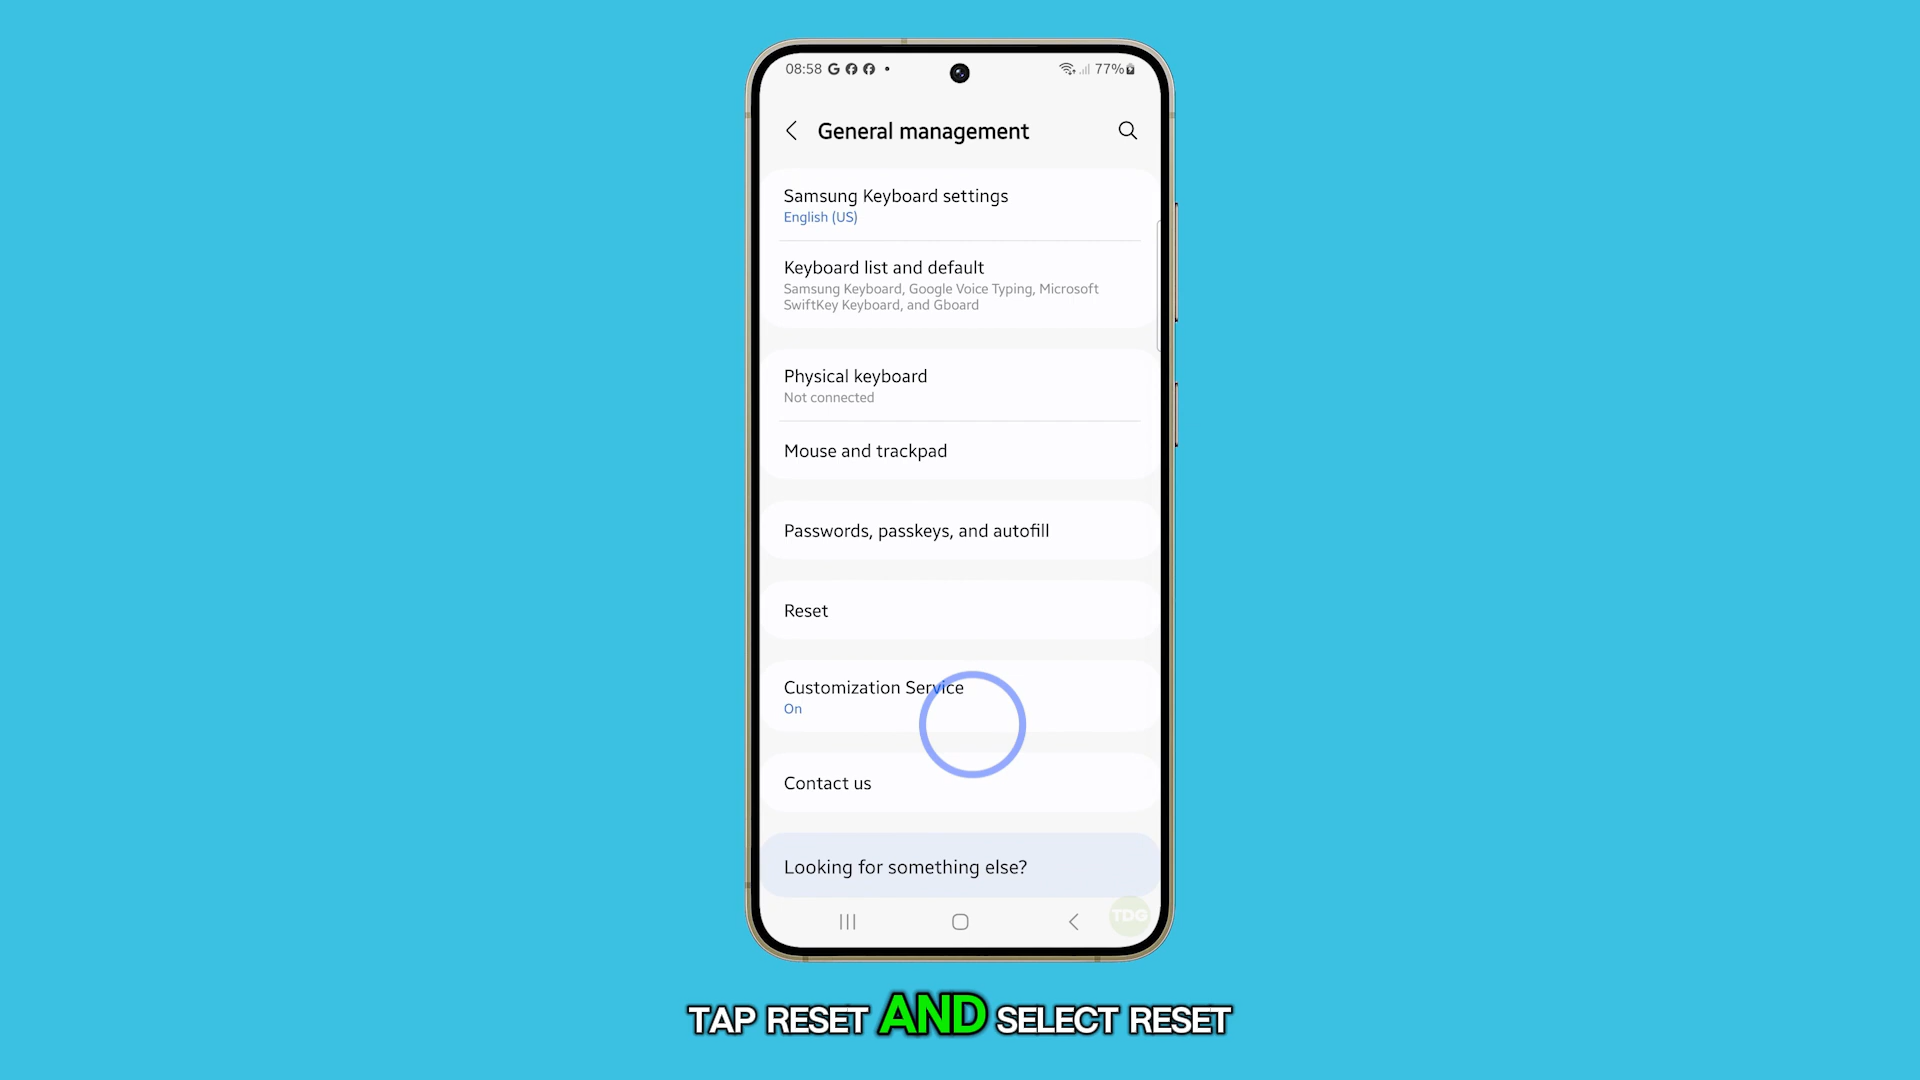 08:58 77%
General management
Samsung Keyboard settings
English (US)
Keyboard list and default
Samsung Keyboard, Google Voice Typing, Microsoft
SwiftKey Keyboard, and Gboard
Physical keyboard
Not connected
Mouse and trackpad
Passwords, passkeys, and autofill
Reset
Customization Service
On
Contact us
Looking for something else?
TDG
TAP RESET AND SELECT RESET